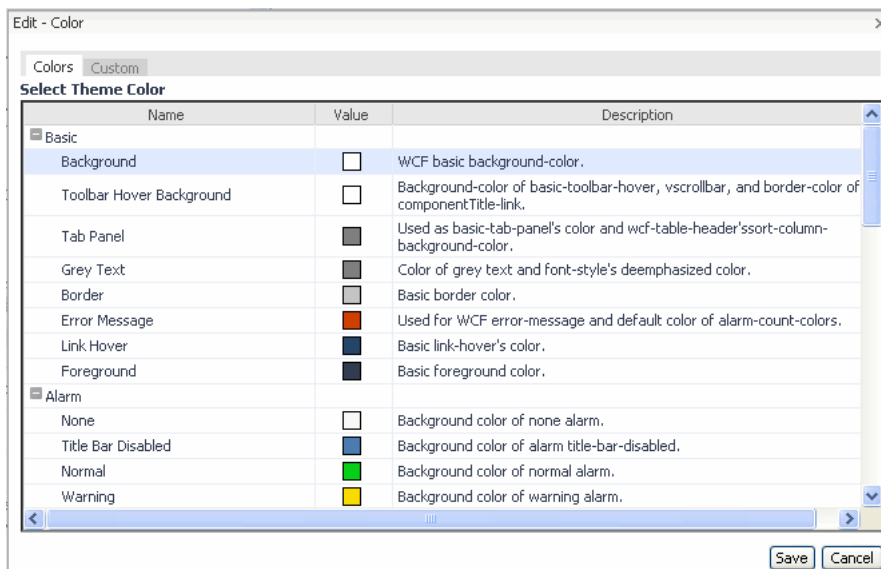 Edit - Color
Colors Custom
Select Theme Color
Name Value Description
Basic
Background WCF basic background-color.
Toolbar Hover Background Background-color of basic-toolbar-hover, vscrollbar, and border-color of
componentTitle-link.
Tab Panel Used as basic-tab-panel's color and wcf-table-header'ssort-column-
background-color.
Grey Text Color of grey text and font-style's deemphasized color.
Border Basic border color.
Error Message Used for WCF error-message and default color of alarm-count-colors.
Link Hover Basic link-hover's color.
Foreground Basic foreground color.
Alarm
None Background color of none alarm.
Title Bar Disabled Background color of alarm title-bar-disabled.
Normal Background color of normal alarm.
Warning Background color of warning alarm.
Save Cancel